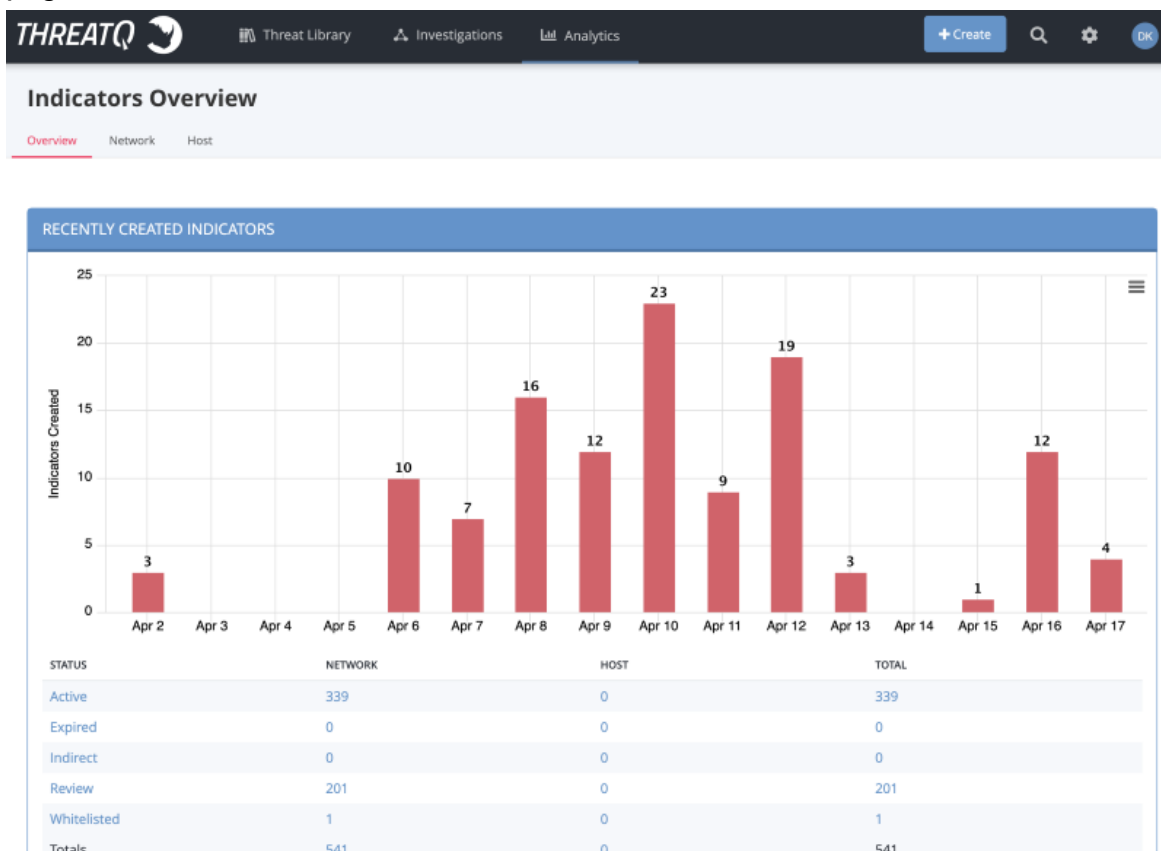 THREATQ Threat Library Investigations Analytics + Create DK
Indicators Overview
Overview Network Host
RECENTLY CREATED INDICATORS
25
20
15
10
5
0
Indicators Created
3
10
7
16
12
23
9
19
3
1
12
4
Apr 2 Apr 3 Apr 4 Apr 5 Apr 6 Apr 7 Apr 8 Apr 9 Apr 10 Apr 11 Apr 12 Apr 13 Apr 14 Apr 15 Apr 16 Apr 17
STATUS NETWORK HOST TOTAL
Active 339 0 339
Expired 0 0 0
Indirect 0 0 0
Review 201 0 201
Whitelisted 1 0 1
Totals 541 0 541